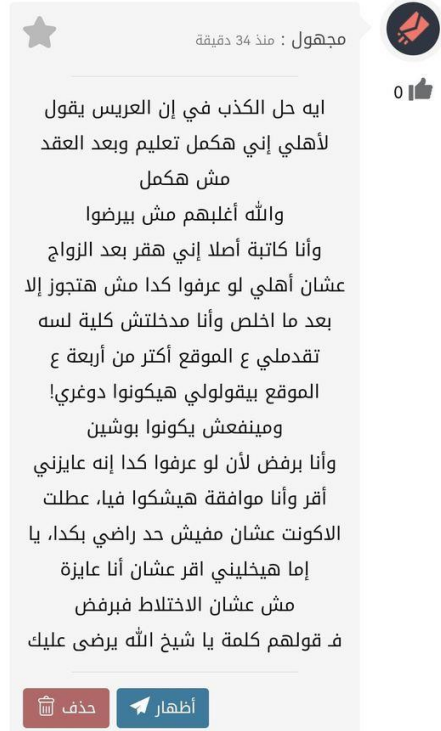 مجهول : منذ 34 دقيقة
0
ايه حل الكذب في إن العريس يقول
لأهلي إني هكمل تعليم وبعد العقد
مش هكمل
والله أغلبهم مش بيرضوا
وأنا كاتبة أصلا إني هقر بعد الزواج
عشان أهلي لو عرفوا كدا مش هتجوز إلا
بعد ما اخلص وأنا مدخلتش كلية لسه
تقدملي ع الموقع أكتر من أربعة ع
الموقع بيقولولي هيكونوا دوغري!
ومينفعش يكونوا بوشين
وأنا برفض لأن لو عرفوا كدا إنه عايزني
أقر وأنا موافقة هيشكوا فيا، عطلت
الاكونت عشان مفيش حد راضي بكدا، يا
إما هيخليني اقر عشان أنا عايزة
مش عشان الاختلاط فبرفض
فـ قولهم كلمة يا شيخ الله يرضى عليك
أظهار
حذف